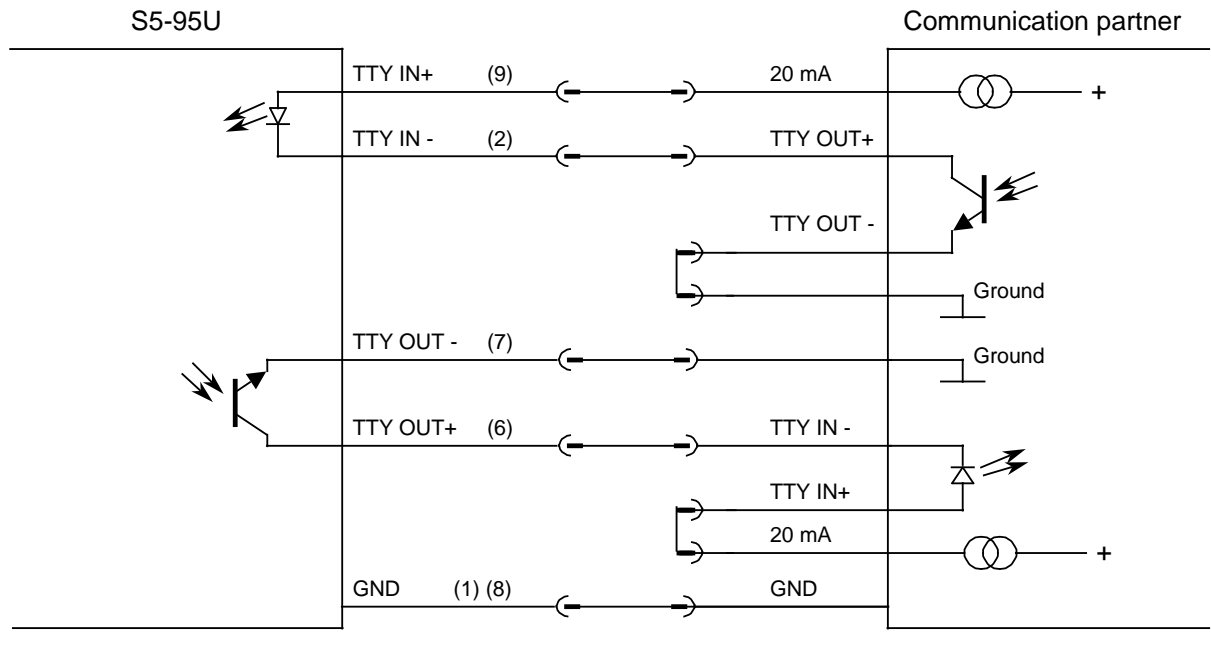 S5-95U Communication partner
TTY IN+ (9) 20 mA +
TTY IN - (2) TTY OUT+
TTY OUT -
Ground
TTY OUT - (7) Ground
TTY OUT+ (6) TTY IN -
TTY IN+
20 mA +
GND (1) (8) GND